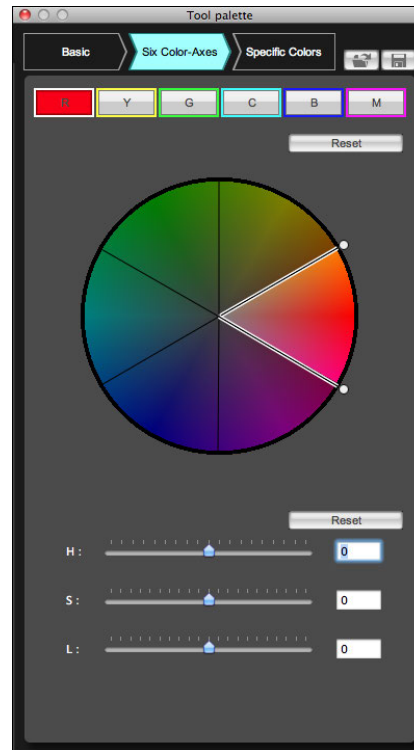 Tool palette
Basic Six Color-Axes Specific Colors
R Y G C B M
Reset
Reset
H : 0
S : 0
L : 0